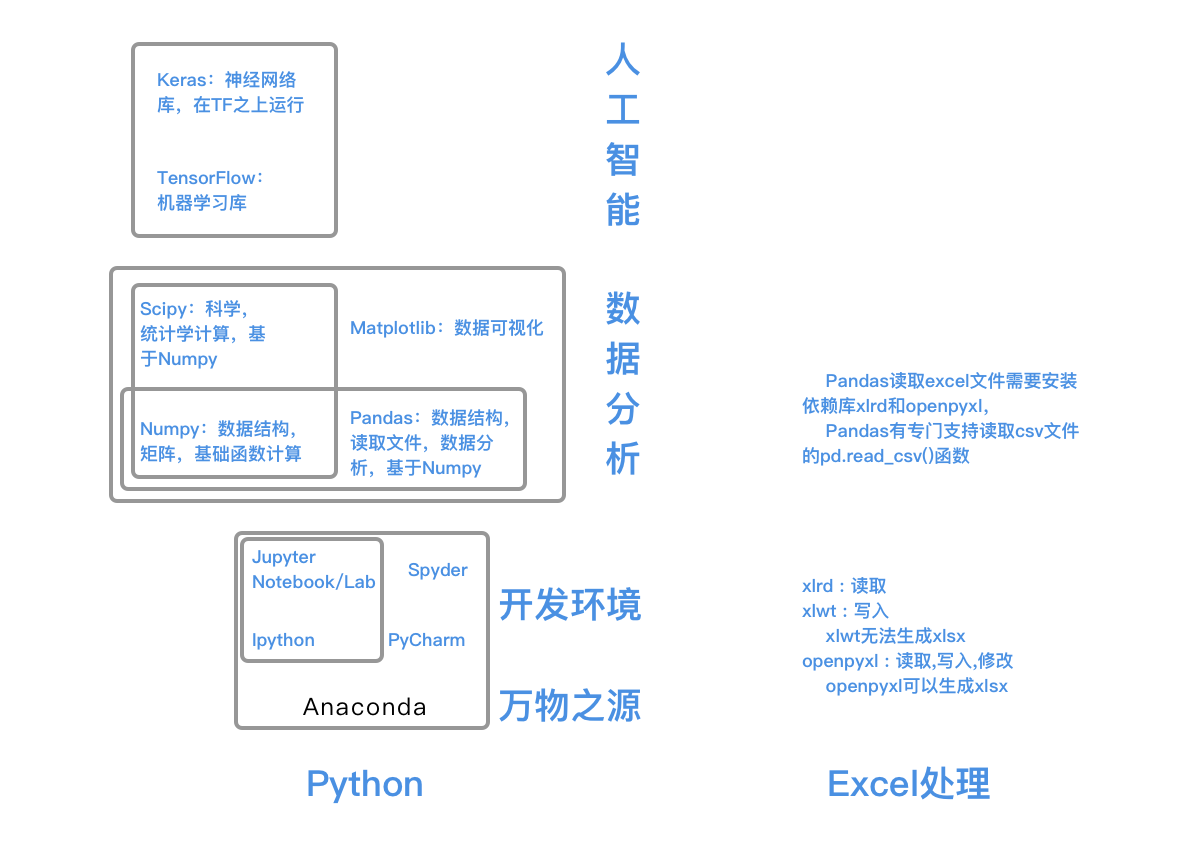 Keras：神经网络
库，在TF之上运行
TensorFlow：
机器学习库
人
工
智
能
Scipy：科学，
统计学计算，基
于Numpy
Matplotlib：数据可视化
Numpy：数据结构，
矩阵，基础函数计算
Pandas：数据结构，
读取文件，数据分
析，基于Numpy
数
据
分
析
Pandas读取excel文件需要安装
依赖库xlrd和openpyxl，
Pandas有专门支持读取csv文件
的pd.read_csv()函数
Jupyter
Notebook/Lab
Spyder
Ipython
PyCharm
Anaconda
开发环境
万物之源
xlrd : 读取
xlwt : 写入
xlwt无法生成xlsx
openpyxl : 读取,写入,修改
openpyxl可以生成xlsx
Python
Excel处理